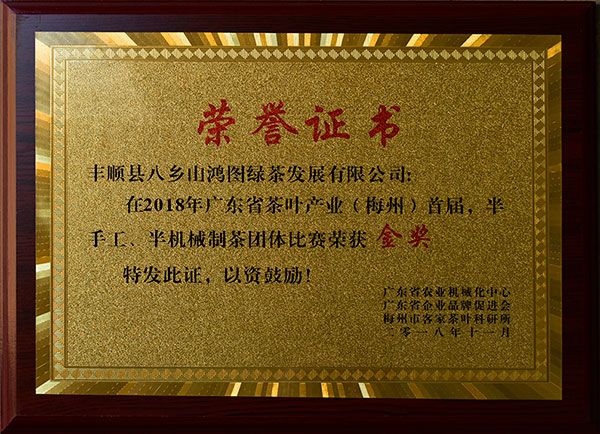 荣誉证书
丰顺县八乡山鸿图绿茶发展有限公司：
在2018年广东省茶叶产业（梅州）首届，半
手工、半机械制茶团体比赛荣获 金奖
特发此证，以资鼓励！
广东省农业机械化中心
广东省企业品牌促进会
梅州市客家茶叶科研所
二零一八年十一月